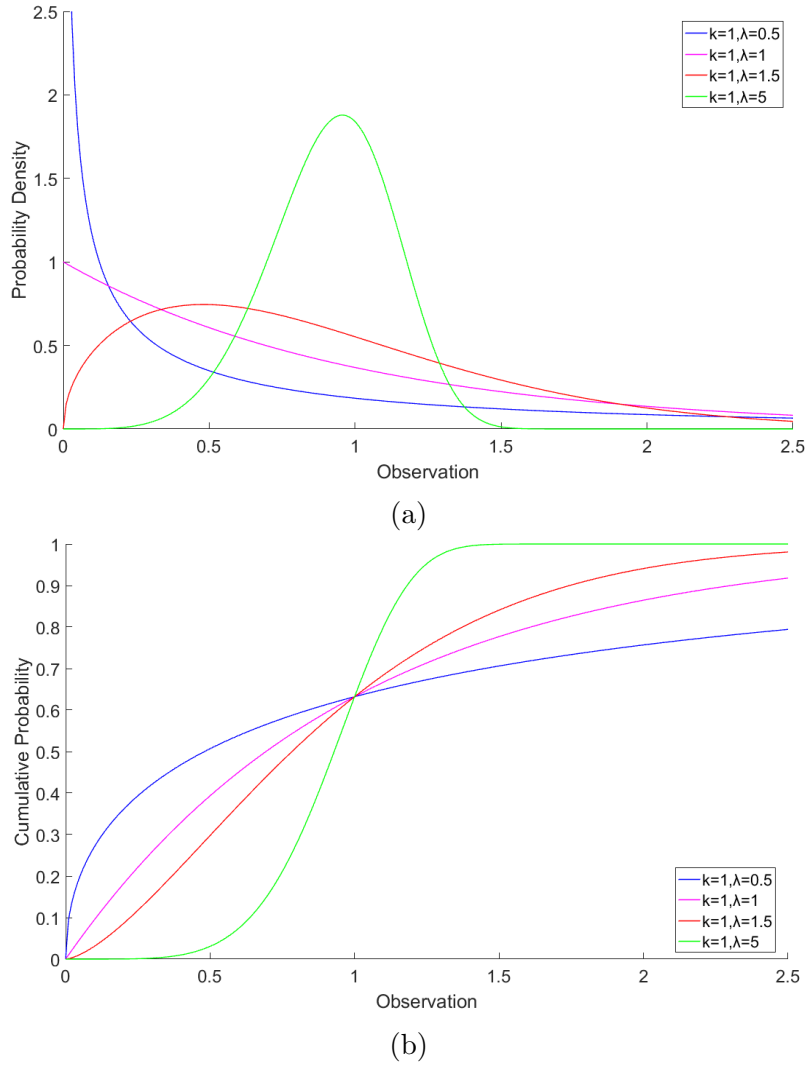 2.5
2
1.5
1
0.5
0
Probability Density
k=1,λ=0.5
k=1,λ=1
k=1,λ=1.5
k=1,λ=5
0 0.5 1 1.5 2 2.5
Observation
(a)
1
0.9
0.8
0.7
0.6
0.5
0.4
0.3
0.2
0.1
0
Cumulative Probability
k=1,λ=0.5
k=1,λ=1
k=1,λ=1.5
k=1,λ=5
0 0.5 1 1.5 2 2.5
Observation
(b)